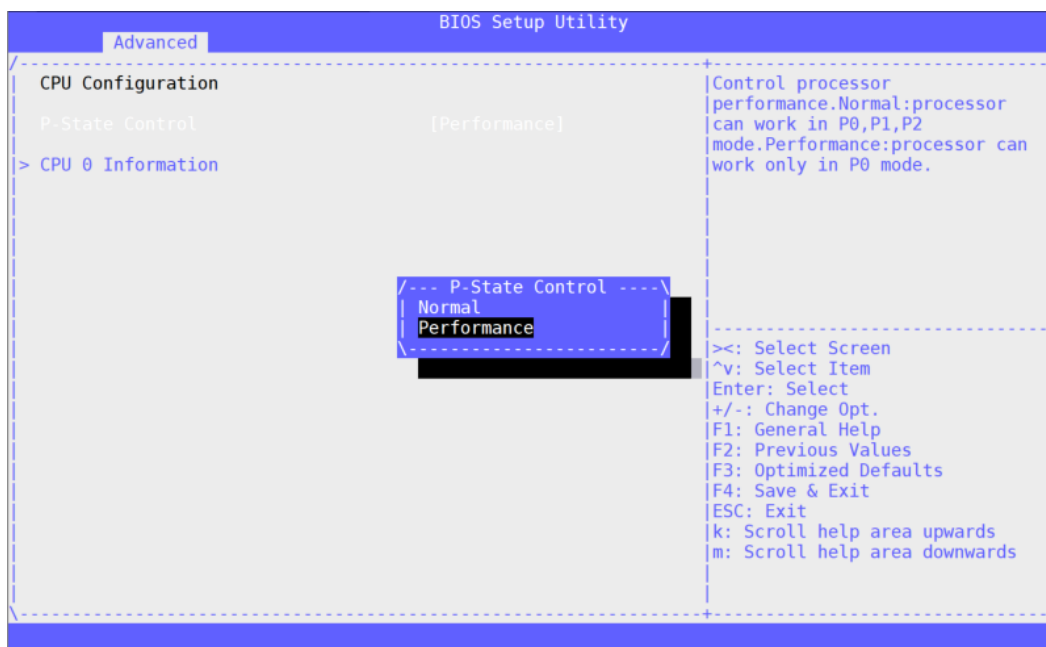 BIOS Setup Utility
Advanced
CPU Configuration
P-State Control [Performance]
> CPU 0 Information
Control processor
performance.Normal:processor
can work in P0,P1,P2
mode.Performance:processor can
work only in P0 mode.
/--- P-State Control ----\
Normal
Performance
><: Select Screen
^v: Select Item
Enter: Select
+/-: Change Opt.
F1: General Help
F2: Previous Values
F3: Optimized Defaults
F4: Save & Exit
ESC: Exit
k: Scroll help area upwards
m: Scroll help area downwards